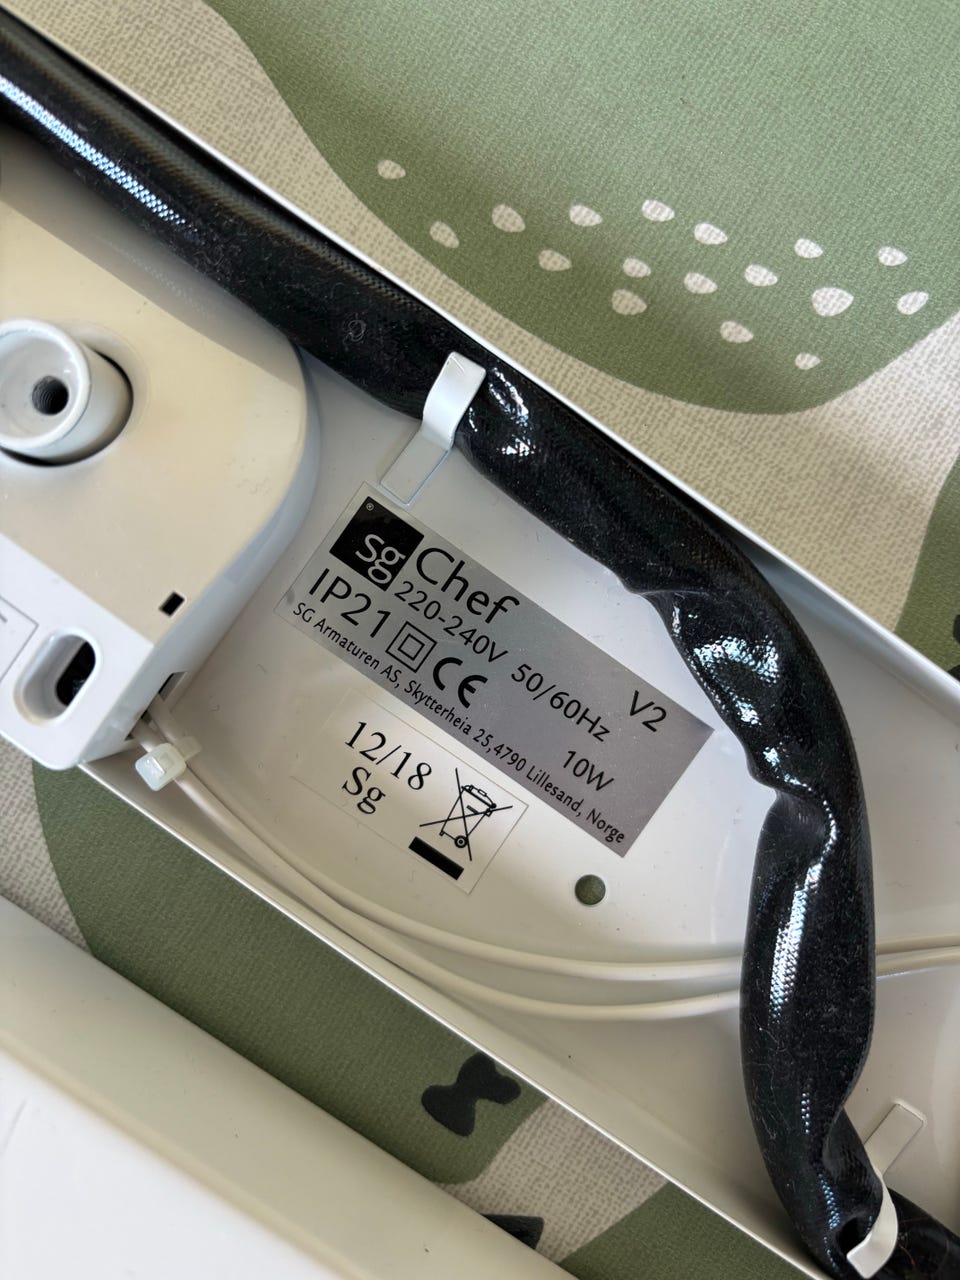 ® sg Chef V2
220-240V 50/60Hz 10W
IP21 CE
SG Armaturen AS, Skytterheia 25, 4790 Lillesand, Norge
12/18
Sg